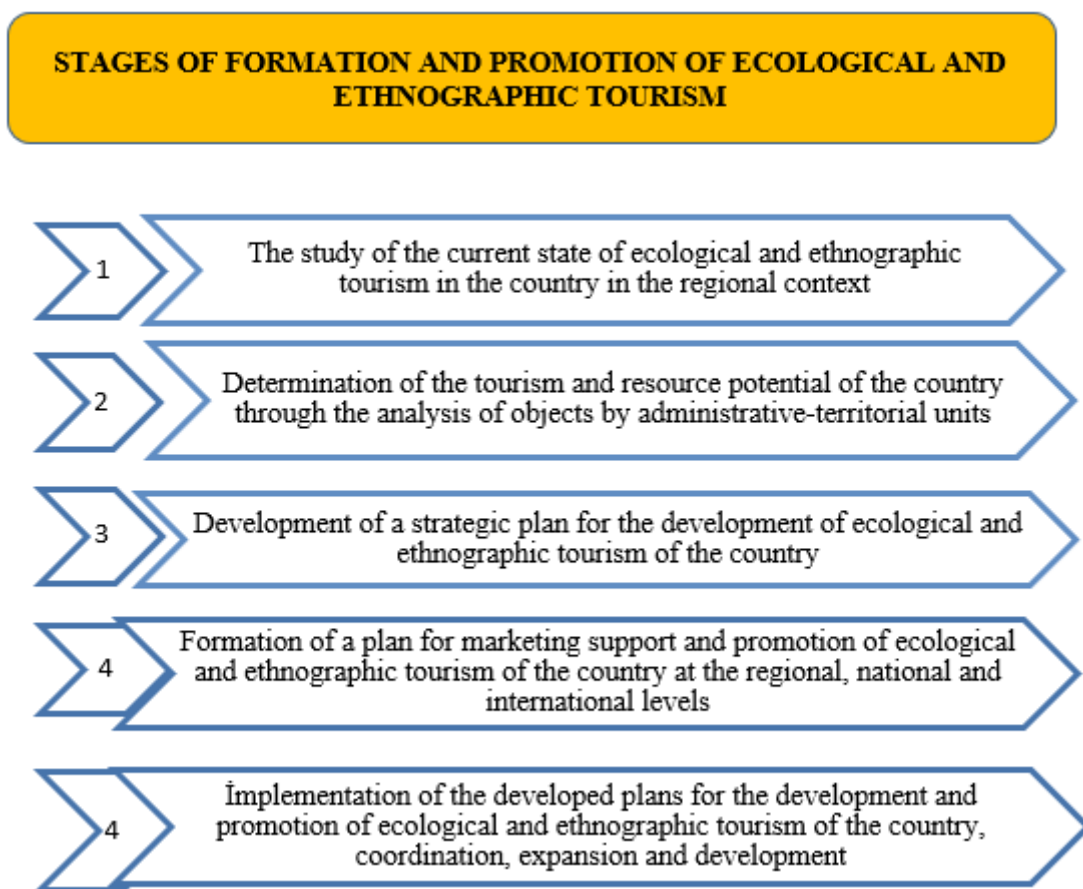 STAGES OF FORMATION AND PROMOTION OF ECOLOGICAL AND
ETHNOGRAPHIC TOURISM
1
The study of the current state of ecological and ethnographic
tourism in the country in the regional context
2
Determination of the tourism and resource potential of the country
through the analysis of objects by administrative-territorial units
3
Development of a strategic plan for the development of ecological and
ethnographic tourism of the country
4
Formation of a plan for marketing support and promotion of ecological
and ethnographic tourism of the country at the regional, national and
international levels
4
İmplementation of the developed plans for the development and
promotion of ecological and ethnographic tourism of the country,
coordination, expansion and development